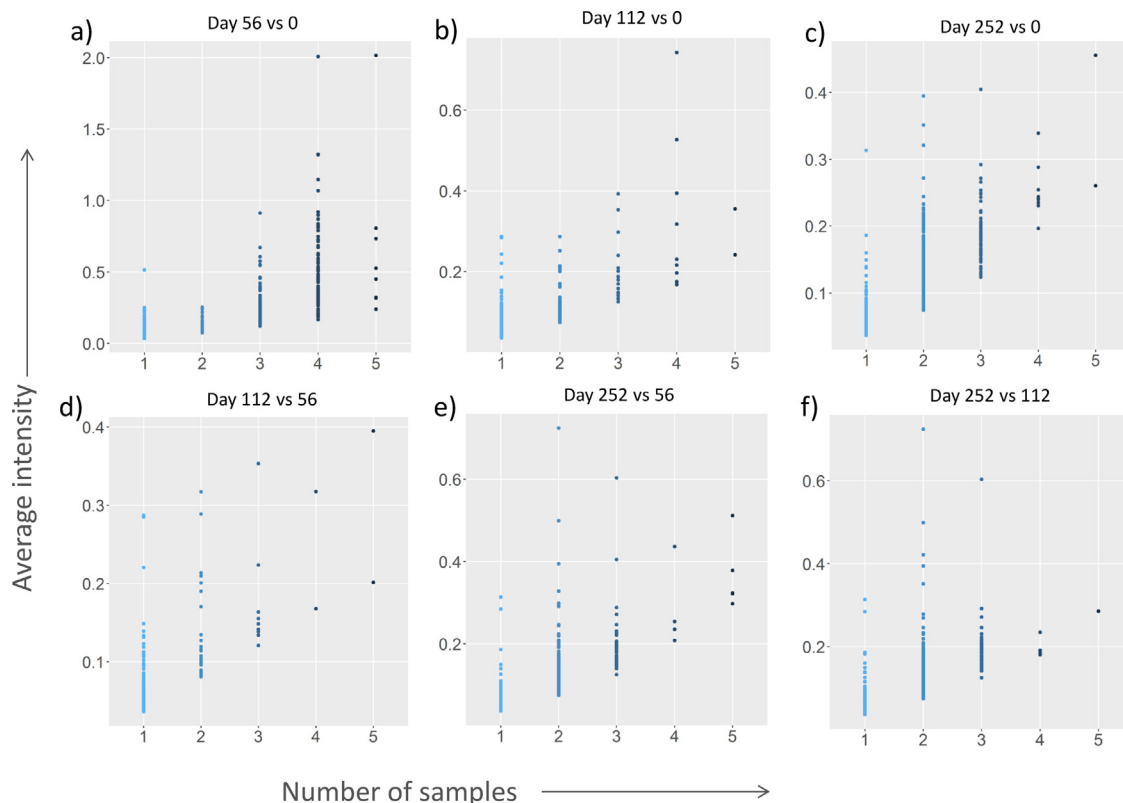 a)
Day 56 vs 0
2.0
1.5
1.0
0.5
0.0
1 2 3 4 5
b)
Day 112 vs 0
0.6
0.4
0.2
1 2 3 4 5
c)
Day 252 vs 0
0.4
0.3
0.2
0.1
1 2 3 4 5
d)
Day 112 vs 56
0.4
0.3
0.2
0.1
1 2 3 4 5
e)
Day 252 vs 56
0.6
0.4
0.2
1 2 3 4 5
f)
Day 252 vs 112
0.6
0.4
0.2
1 2 3 4 5
Average intensity
Number of samples